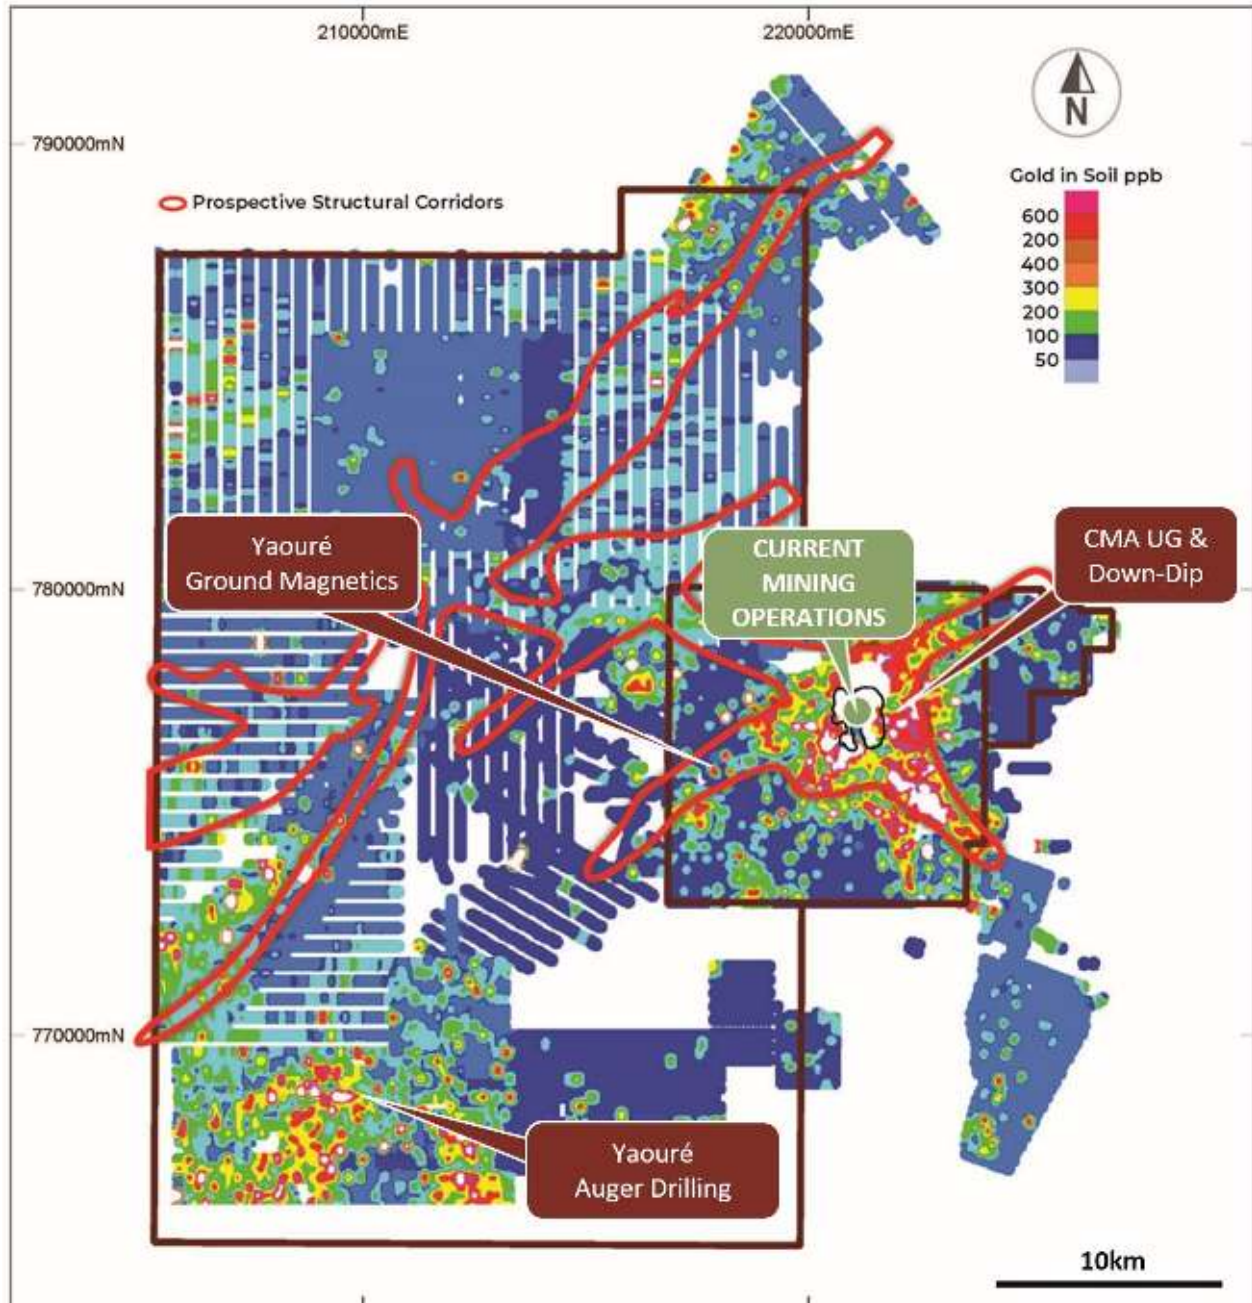 210000mE
220000mE
790000mN
N
Gold in Soil ppb
600
200
400
300
200
100
50
Prospective Structural Corridors
Yaouré
Ground Magnetics
CURRENT
MINING
OPERATIONS
CMA UG &
Down-Dip
780000mN
770000mN
Yaouré
Auger Drilling
10km